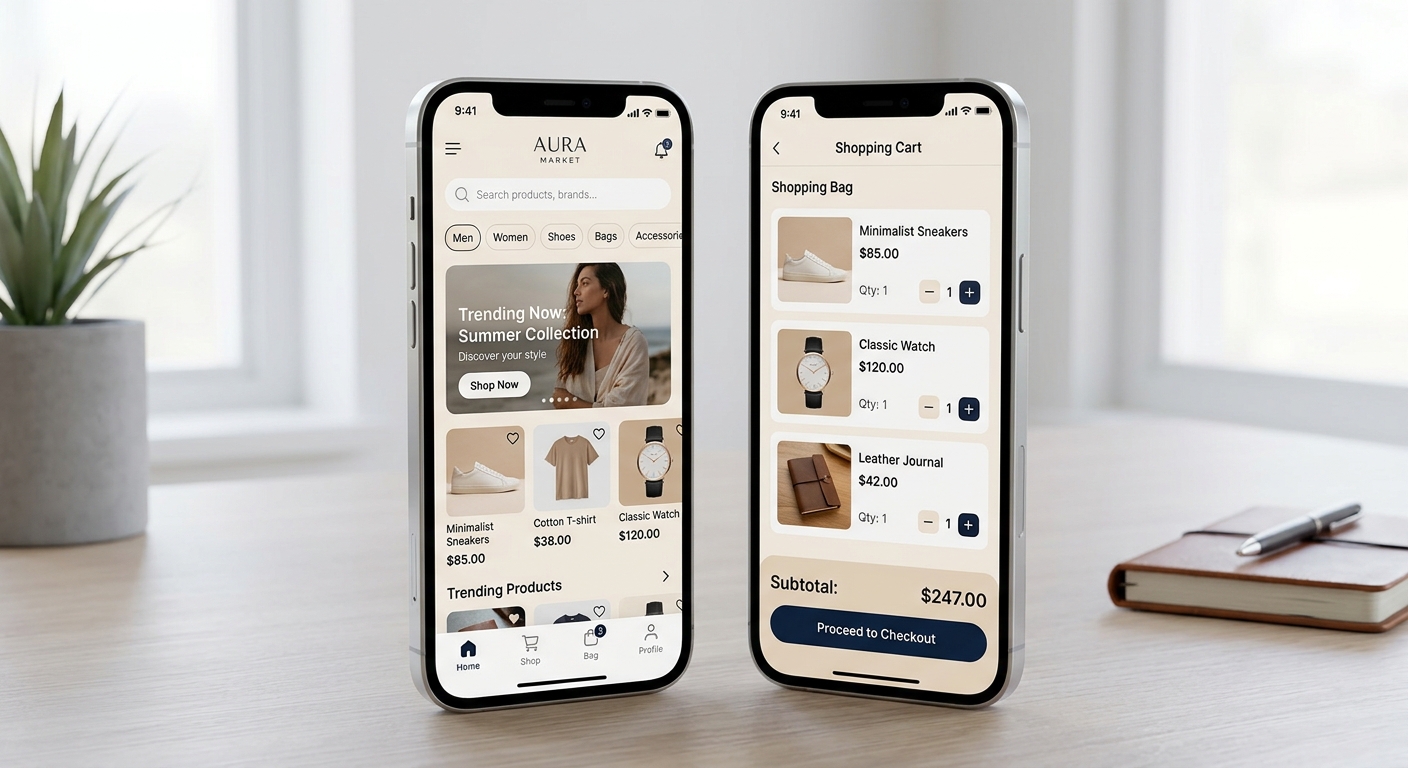 9:41
AURA
MARKET
Search products, brands...
Men Women Shoes Bags Accessorie
Trending Now:
Summer Collection
Discover your style
Shop Now
Minimalist
Sneakers
$85.00
Cotton T-shirt
$38.00
Classic Watch
$120.00
Trending Products
Home Shop Bag Profile
9:41
Shopping Cart
Shopping Bag
Minimalist Sneakers
$85.00
Qty: 1 − 1 +
Classic Watch
$120.00
Qty: 1 − 1 +
Leather Journal
$42.00
Qty: 1 − 1 +
Subtotal: $247.00
Proceed to Checkout